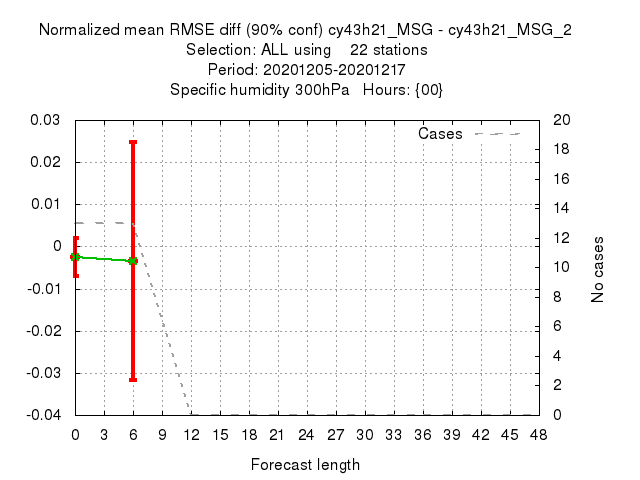 Normalized mean RMSE diff (90% conf) cy43h21_MSG - cy43h21_MSG_2
Selection: ALL using    22 stations
Period: 20201205-20201217
Specific humidity 300hPa   Hours: {00}
Cases
0.03
0.02
0.01
0
-0.01
-0.02
-0.03
-0.04
20
18
16
14
12
10
8
6
4
2
0
No cases
0 3 6 9 12 15 18 21 24 27 30 33 36 39 42 45 48
Forecast length